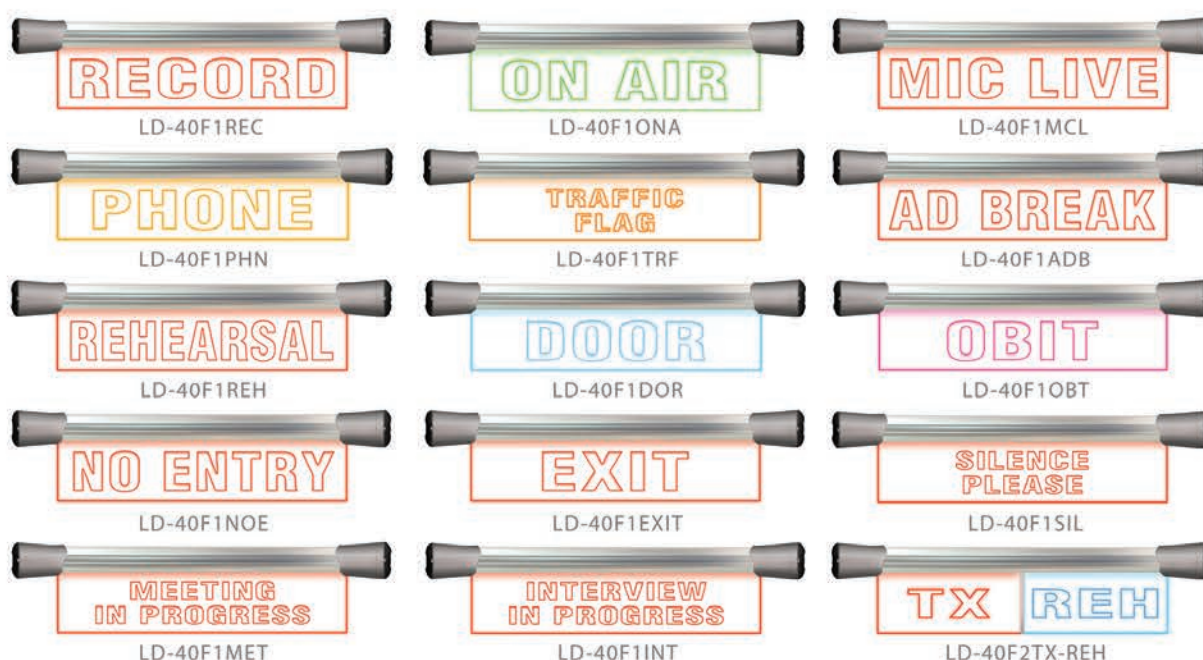 RECORD
LD-40F1REC
ON AIR
LD-40F1ONA
MIC LIVE
LD-40F1MCL
PHONE
LD-40F1PHN
TRAFFIC
FLAG
LD-40F1TRF
AD BREAK
LD-40F1ADB
REHEARSAL
LD-40F1REH
DOOR
LD-40F1DOR
OBIT
LD-40F1OBT
NO ENTRY
LD-40F1NOE
EXIT
LD-40F1EXIT
SILENCE
PLEASE
LD-40F1SIL
MEETING
IN PROGRESS
LD-40F1MET
INTERVIEW
IN PROGRESS
LD-40F1INT
TX REH
LD-40F2TX-REH